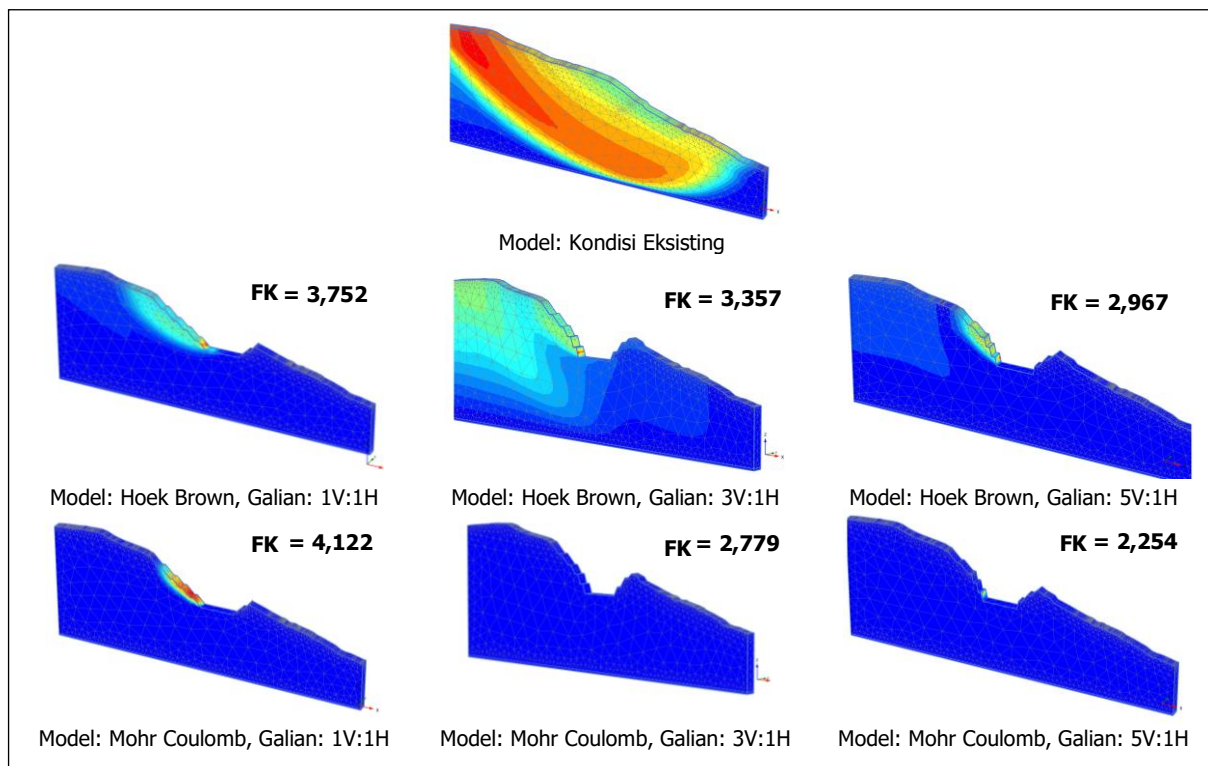 Model: Kondisi Eksisting
FK = 3,752
FK = 3,357
FK = 2,967
Model: Hoek Brown, Galian: 1V:1H
Model: Hoek Brown, Galian: 3V:1H
Model: Hoek Brown, Galian: 5V:1H
FK = 4,122
FK = 2,779
FK = 2,254
Model: Mohr Coulomb, Galian: 1V:1H
Model: Mohr Coulomb, Galian: 3V:1H
Model: Mohr Coulomb, Galian: 5V:1H